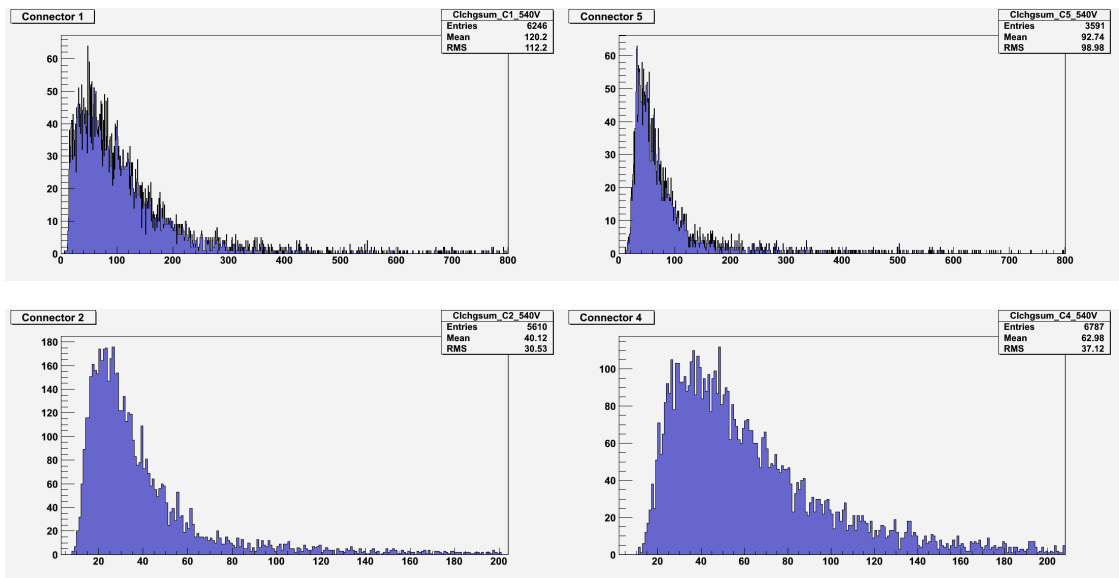 Connector 1
Clchgsum_C1_540V
Entries 6246
Mean 120.2
RMS 112.2
60
50
40
30
20
10
0
0 100 200 300 400 500 600 700 800
Connector 5
Clchgsum_C5_540V
Entries 3591
Mean 92.74
RMS 98.98
60
50
40
30
20
10
0
0 100 200 300 400 500 600 700 800
Connector 2
Clchgsum_C2_540V
Entries 5610
Mean 40.12
RMS 30.53
180
160
140
120
100
80
60
40
20
0
20 40 60 80 100 120 140 160 180 200
Connector 4
Clchgsum_C4_540V
Entries 6787
Mean 62.98
RMS 37.12
100
80
60
40
20
0
20 40 60 80 100 120 140 160 180 200